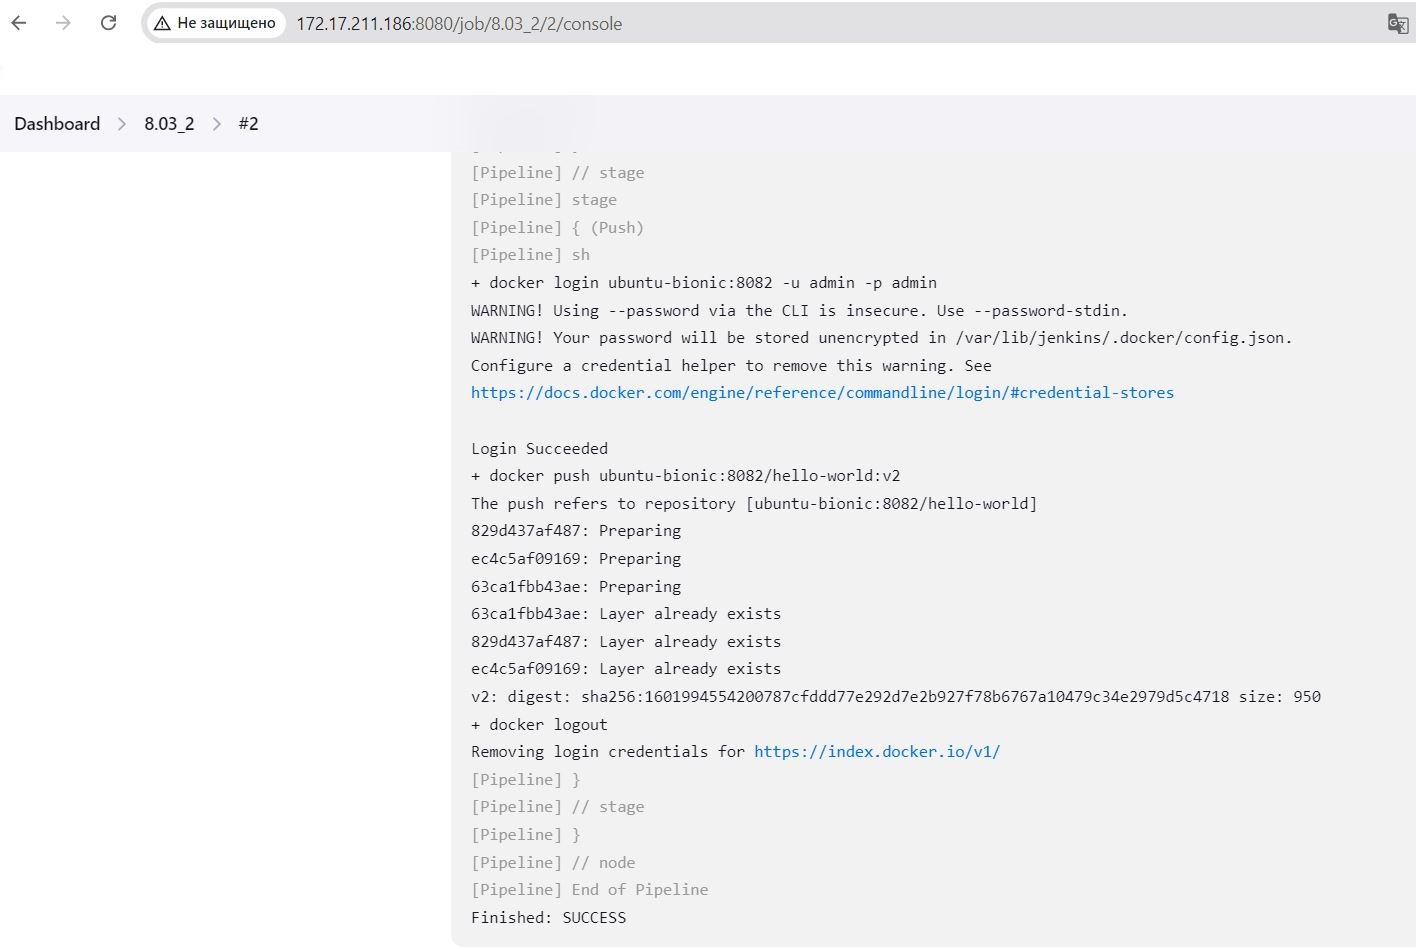 Не защищено 172.17.211.186:8080/job/8.03_2/2/console
Dashboard > 8.03_2 > #2
[Pipeline] // stage
[Pipeline] stage
[Pipeline] { (Push)
[Pipeline] sh
+ docker login ubuntu-bionic:8082 -u admin -p admin
WARNING! Using --password via the CLI is insecure. Use --password-stdin.
WARNING! Your password will be stored unencrypted in /var/lib/jenkins/.docker/config.json.
Configure a credential helper to remove this warning. See
https://docs.docker.com/engine/reference/commandline/login/#credential-stores
Login Succeeded
+ docker push ubuntu-bionic:8082/hello-world:v2
The push refers to repository [ubuntu-bionic:8082/hello-world]
829d437af487: Preparing
ec4c5af09169: Preparing
63ca1fbb43ae: Preparing
63ca1fbb43ae: Layer already exists
829d437af487: Layer already exists
ec4c5af09169: Layer already exists
v2: digest: sha256:1601994554200787cfddd77e292d7e2b927f78b6767a10479c34e2979d5c4718 size: 950
+ docker logout
Removing login credentials for https://index.docker.io/v1/
[Pipeline] }
[Pipeline] // stage
[Pipeline] }
[Pipeline] // node
[Pipeline] End of Pipeline
Finished: SUCCESS